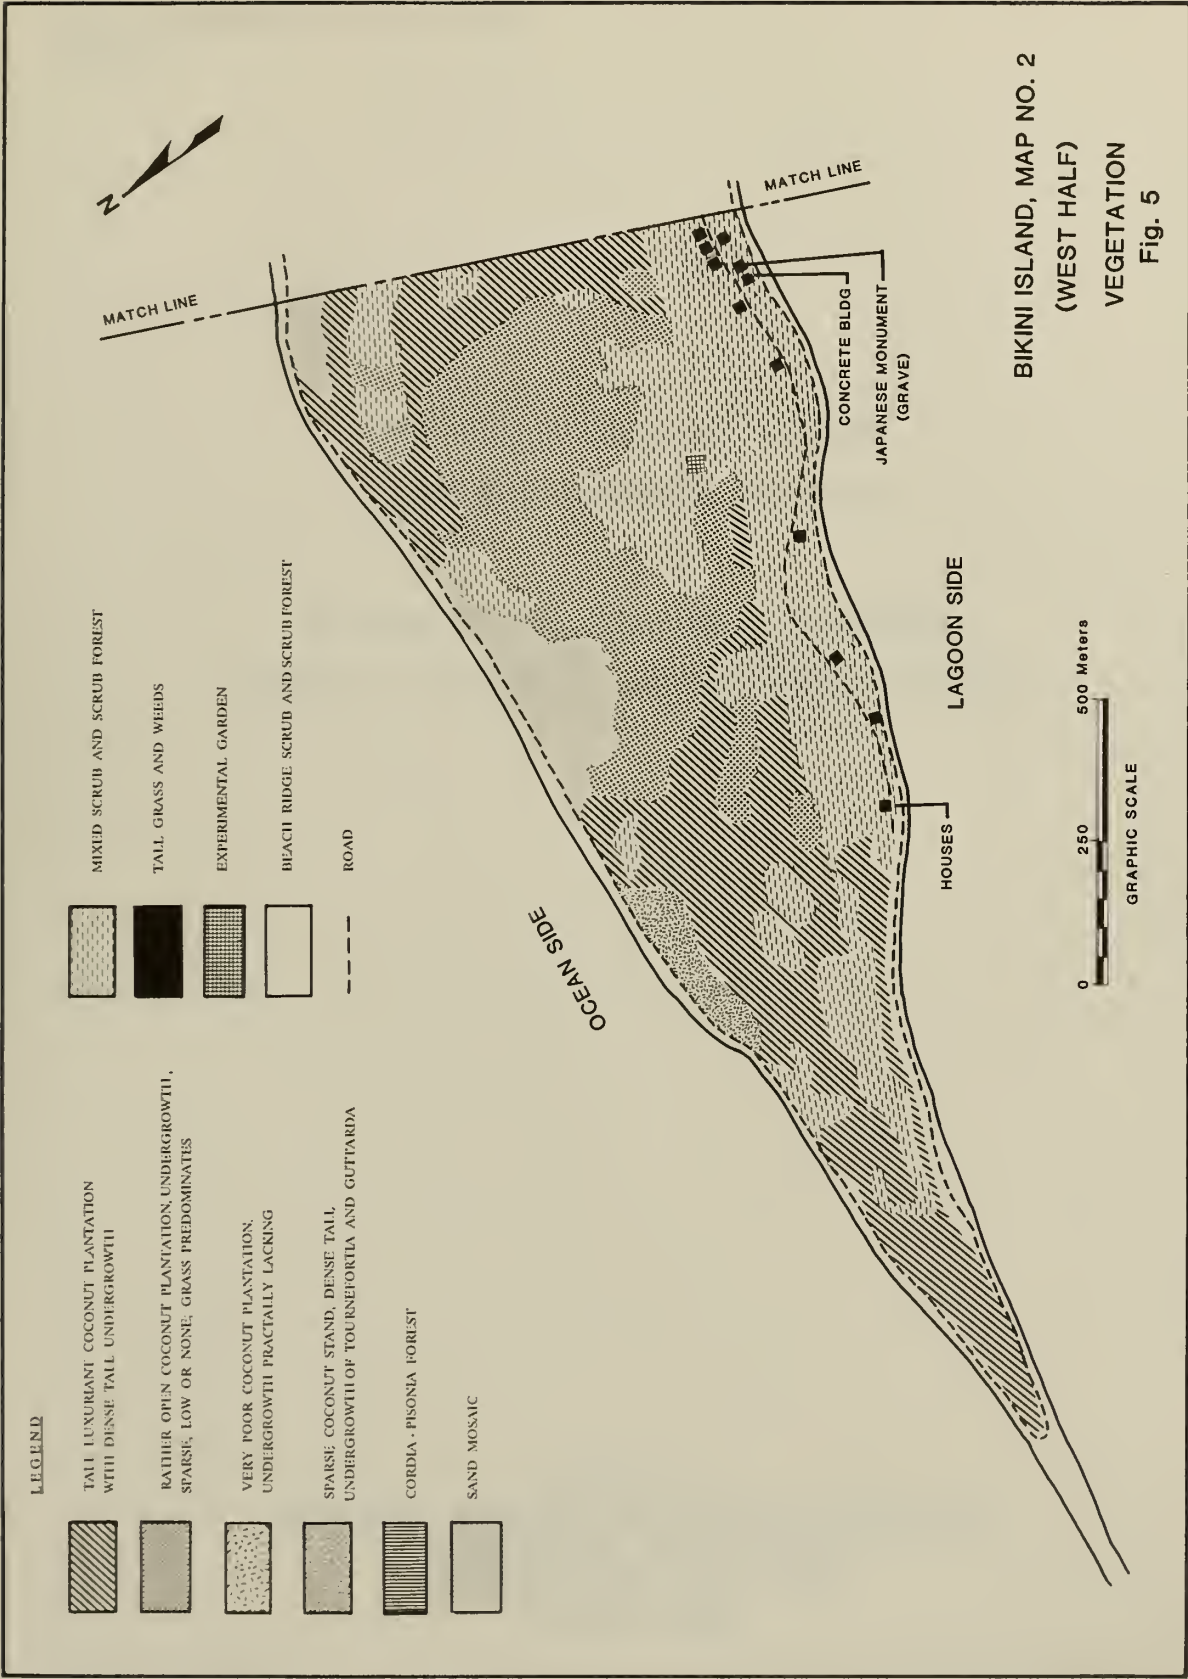 LEGEND
TALL LUXURIANT COCONUT PLANTATION
WITH DENSE TALL UNDERGROWTH
RATHER OPEN COCONUT PLANTATION, UNDERGROWTH,
SPARSE, LOW OR NONE; GRASS PREDOMINATES
VERY POOR COCONUT PLANTATION,
UNDERGROWTH PRACTALLY LACKING
SPARSE COCONUT STAND, DENSE TALL
UNDERGROWTH OF TOURNEFORTIA AND GUTTARDA
CORDIA - PISONIA FOREST
SAND MOSAIC
MIXED SCRUB AND SCRUB FOREST
TALL GRASS AND WEEDS
EXPERIMENTAL GARDEN
BEACH RIDGE SCRUB AND SCRUB FOREST
ROAD
N
MATCH LINE
MATCH LINE
OCEAN SIDE
LAGOON SIDE
HOUSES
CONCRETE BLDG
JAPANESE MONUMENT
(GRAVE)
0 250 500 Meters
GRAPHIC SCALE
BIKINI ISLAND, MAP NO. 2
(WEST HALF)
VEGETATION
Fig. 5